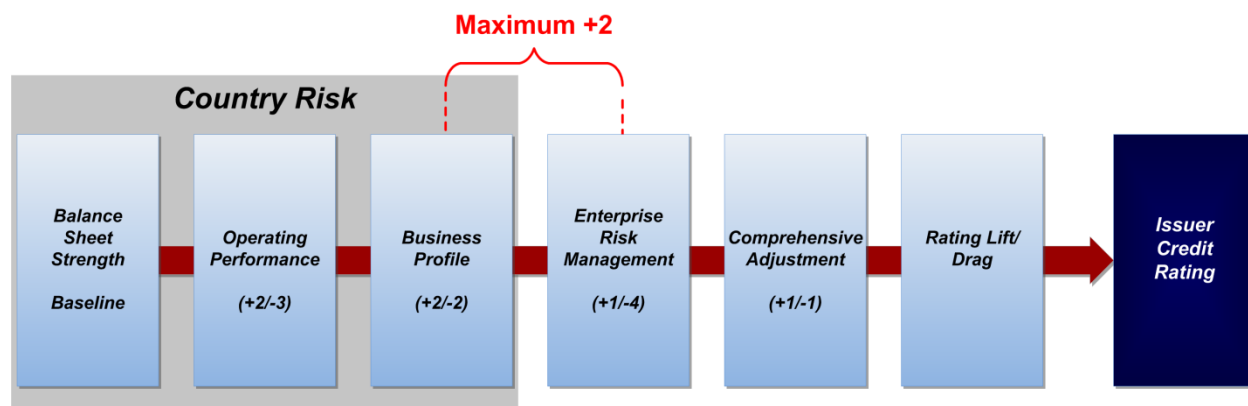 Maximum +2
Country Risk
Balance
Sheet
Strength
Baseline
Operating
Performance
(+2/-3)
Business
Profile
(+2/-2)
Enterprise
Risk
Management
(+1/-4)
Comprehensive
Adjustment
(+1/-1)
Rating Lift/
Drag
Issuer
Credit
Rating